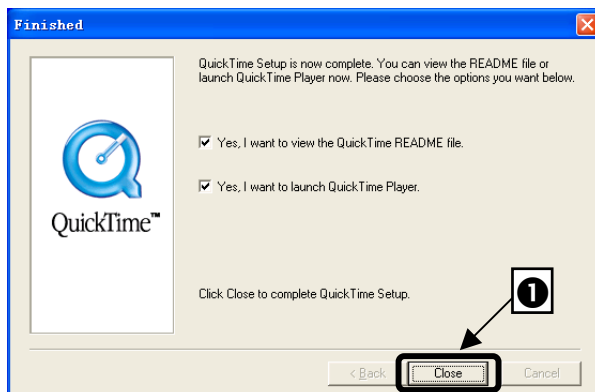 Finished
QuickTime Setup is now complete. You can view the README file or
launch QuickTime Player now. Please choose the options you want below.
Yes, I want to view the QuickTime README file.
Yes, I want to launch QuickTime Player.
QuickTime™
Click Close to complete QuickTime Setup.
1
< Back
Close
Cancel